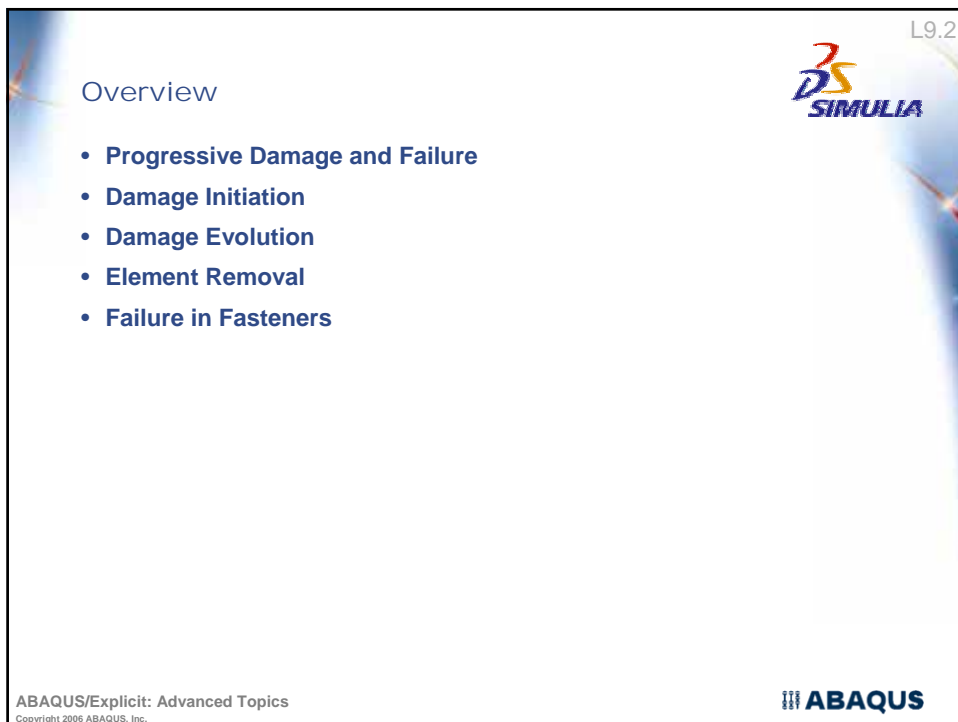 L9.2
Overview
SIMULIA
• Progressive Damage and Failure
• Damage Initiation
• Damage Evolution
• Element Removal
• Failure in Fasteners
ABAQUS/Explicit: Advanced Topics
Copyright 2006 ABAQUS, Inc.
ABAQUS